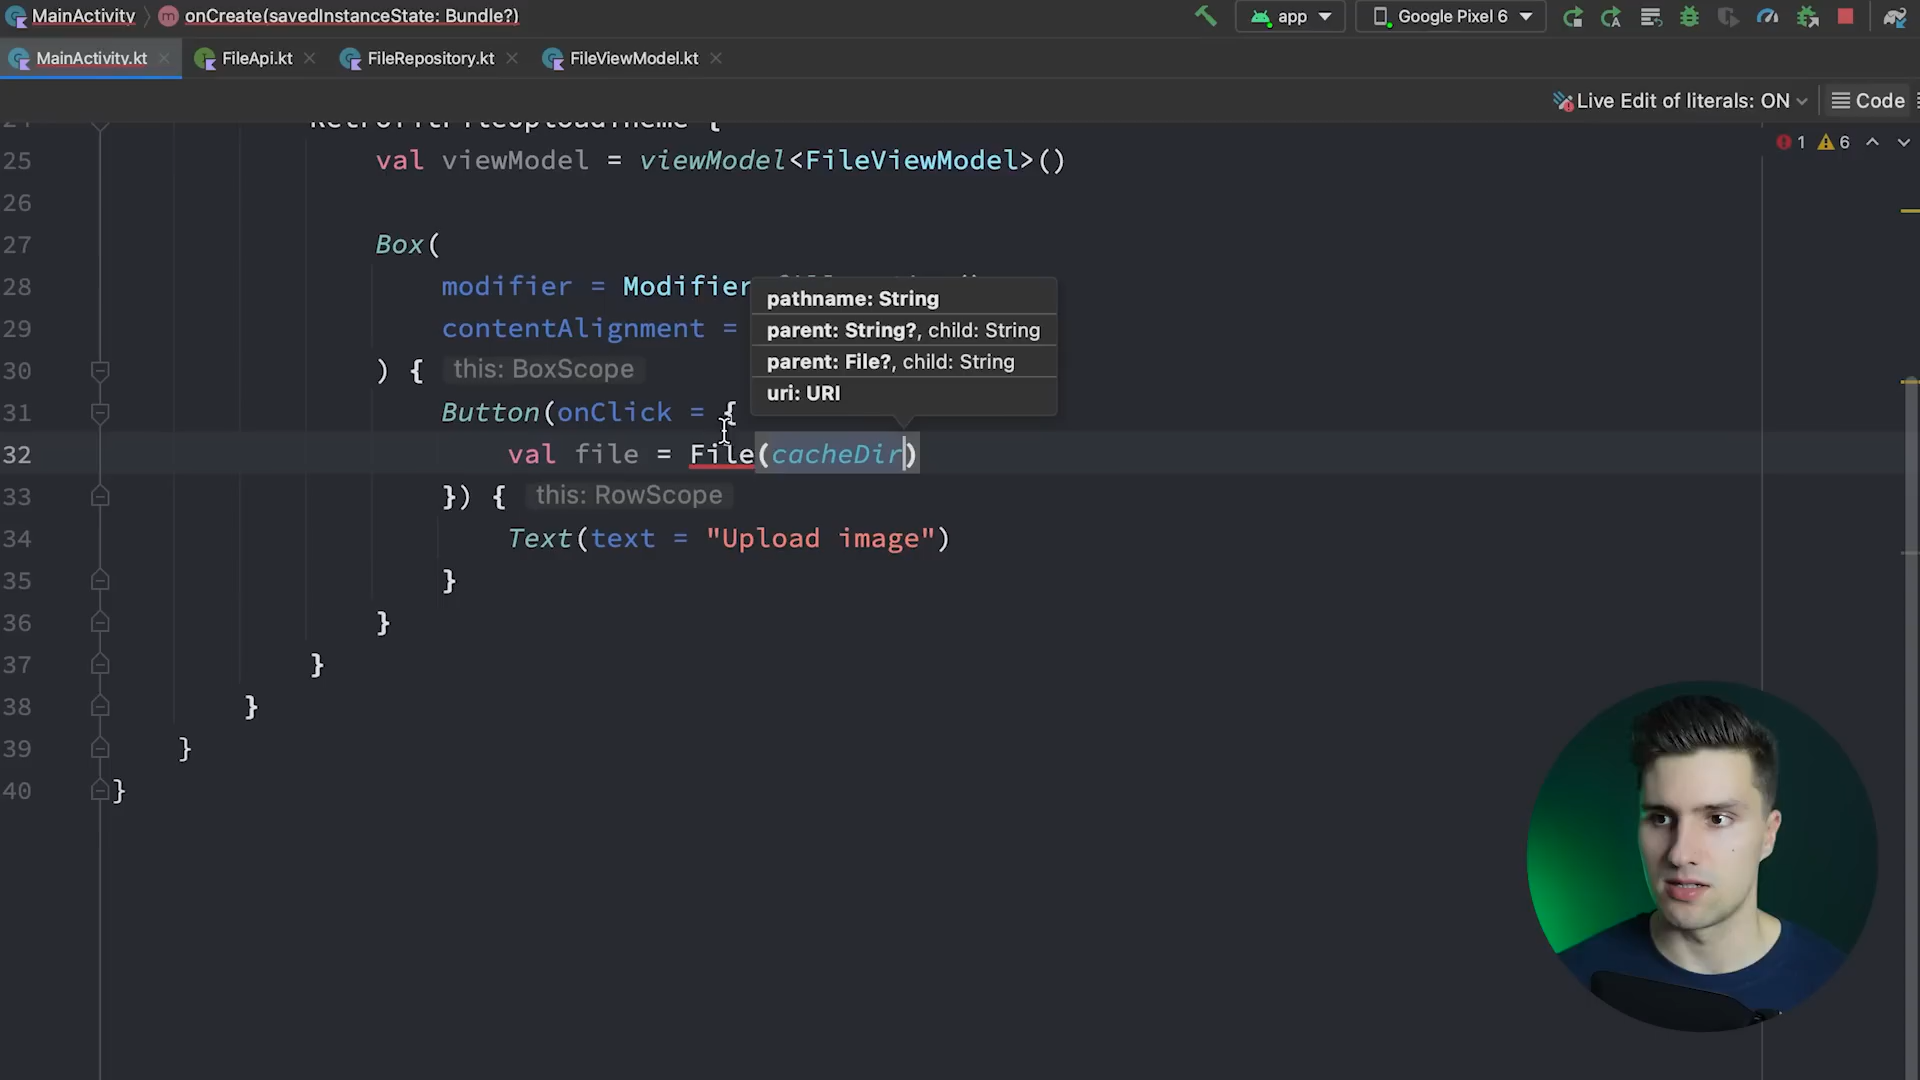 MainActivity onCreate(savedInstanceState: Bundle?) app Google Pixel 6
MainActivity.kt FileApi.kt FileRepository.kt FileViewModel.kt
Live Edit of literals: ON Code
1 6
24 RetrofitFileUploadTheme {
25 val viewModel = viewModel<FileViewModel>()
26
27 Box(
28 modifier = Modifier
29 contentAlignment =
pathname: String
parent: String?, child: String
parent: File?, child: String
uri: URI
30 ) { this: BoxScope
31 Button(onClick = {
32 val file = File(cacheDir)
33 }) { this: RowScope
34 Text(text = "Upload image")
35 }
36 }
37 }
38 }
39 }
40 }